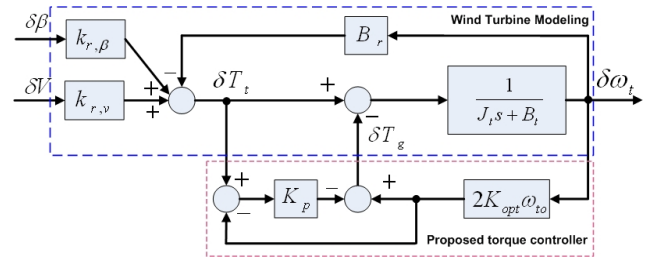 Wind Turbine Modeling
δβ
k_{r,β}
B_r
δV
k_{r,v}
δT_t
1
J_t s + B_t
δω_t
δT_g
K_p
2K_{opt}ω_{to}
Proposed torque controller
− + + + − + − − +